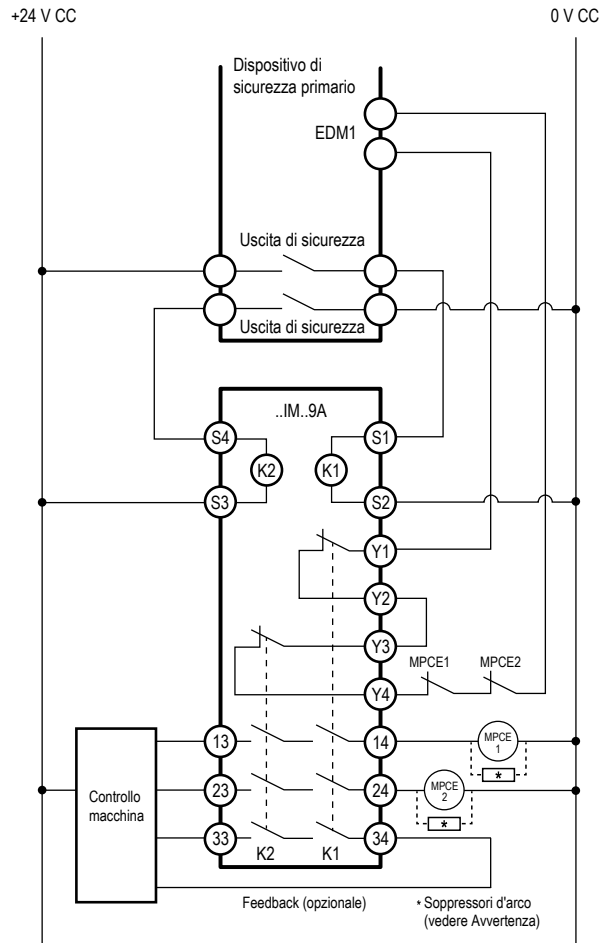 +24 V CC
0 V CC
Dispositivo di
sicurezza primario
EDM1
Uscita di sicurezza
Uscita di sicurezza
..IM..9A
S4
S1
K2
K1
S3
S2
Y1
Y2
Y3
MPCE1
MPCE2
Y4
13
14
MPCE
1
*
Controllo
macchina
23
24
MPCE
2
*
33
34
K2
K1
Feedback (opzionale)
* Soppressori d'arco
(vedere Avvertenza)